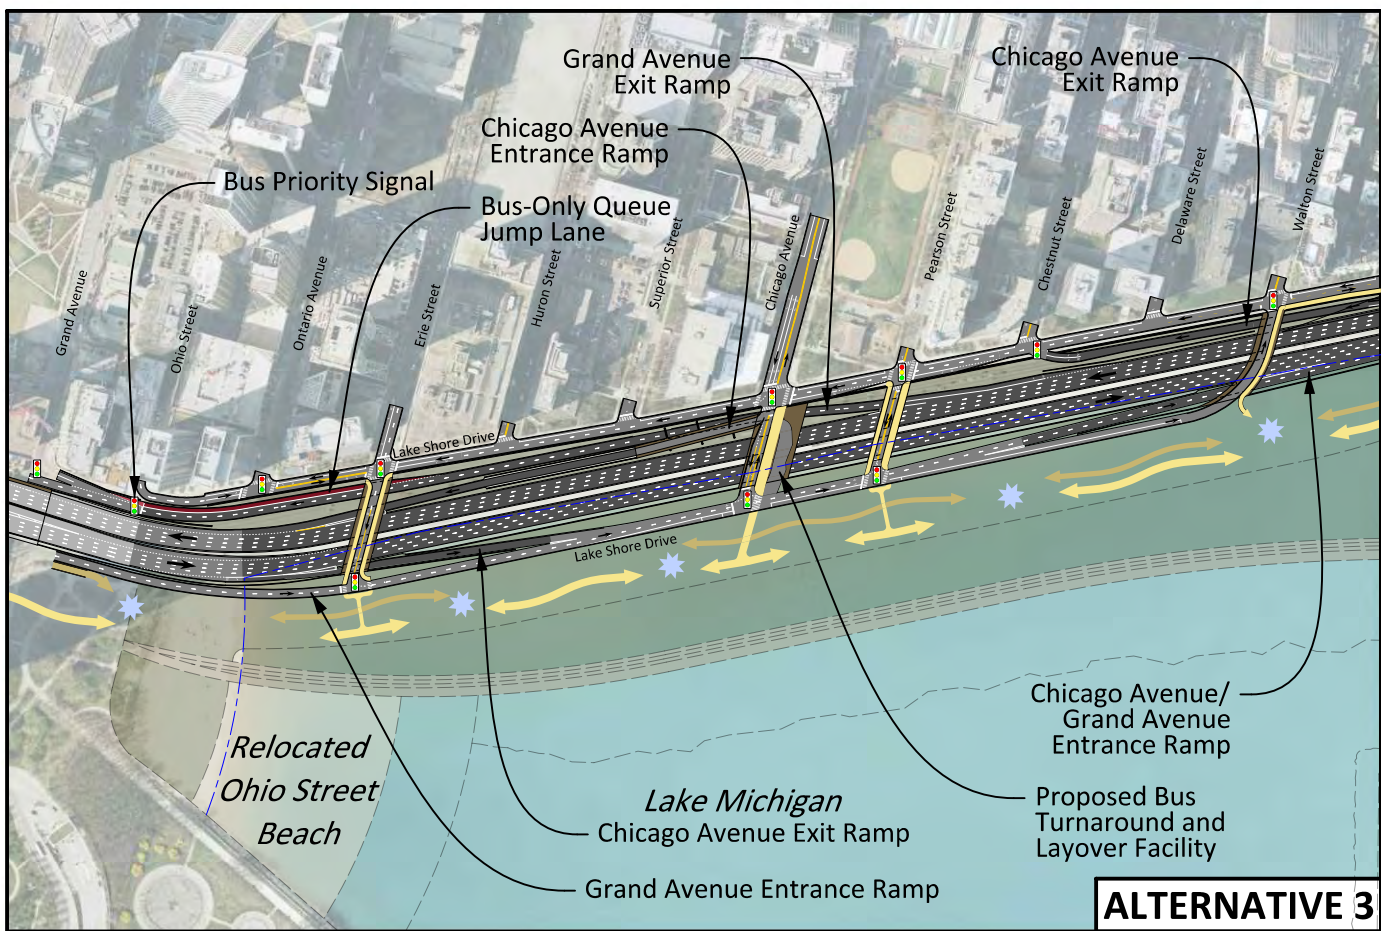 Grand Avenue
Exit Ramp
Chicago Avenue
Exit Ramp
Chicago Avenue
Entrance Ramp
Bus Priority Signal
Bus-Only Queue
Jump Lane
Grand Avenue
Ohio Street
Ontario Avenue
Erie Street
Huron Street
Superior Street
Chicago Avenue
Pearson Street
Chestnut Street
Delaware Street
Walton Street
Lake Shore Drive
Lake Shore Drive
Relocated
Ohio Street
Beach
Lake Michigan
Chicago Avenue Exit Ramp
Grand Avenue Entrance Ramp
Chicago Avenue/
Grand Avenue
Entrance Ramp
Proposed Bus
Turnaround and
Layover Facility
ALTERNATIVE 3